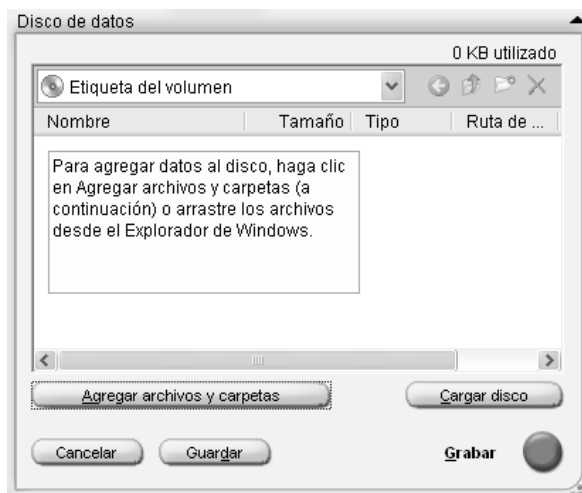 Disco de datos
0 KB utilizado
Etiqueta del volumen
Nombre Tamaño Tipo Ruta de ...
Para agregar datos al disco, haga clic
en Agregar archivos y carpetas (a
continuación) o arrastre los archivos
desde el Explorador de Windows.
Agregar archivos y carpetas Cargar disco
Cancelar Guardar Grabar